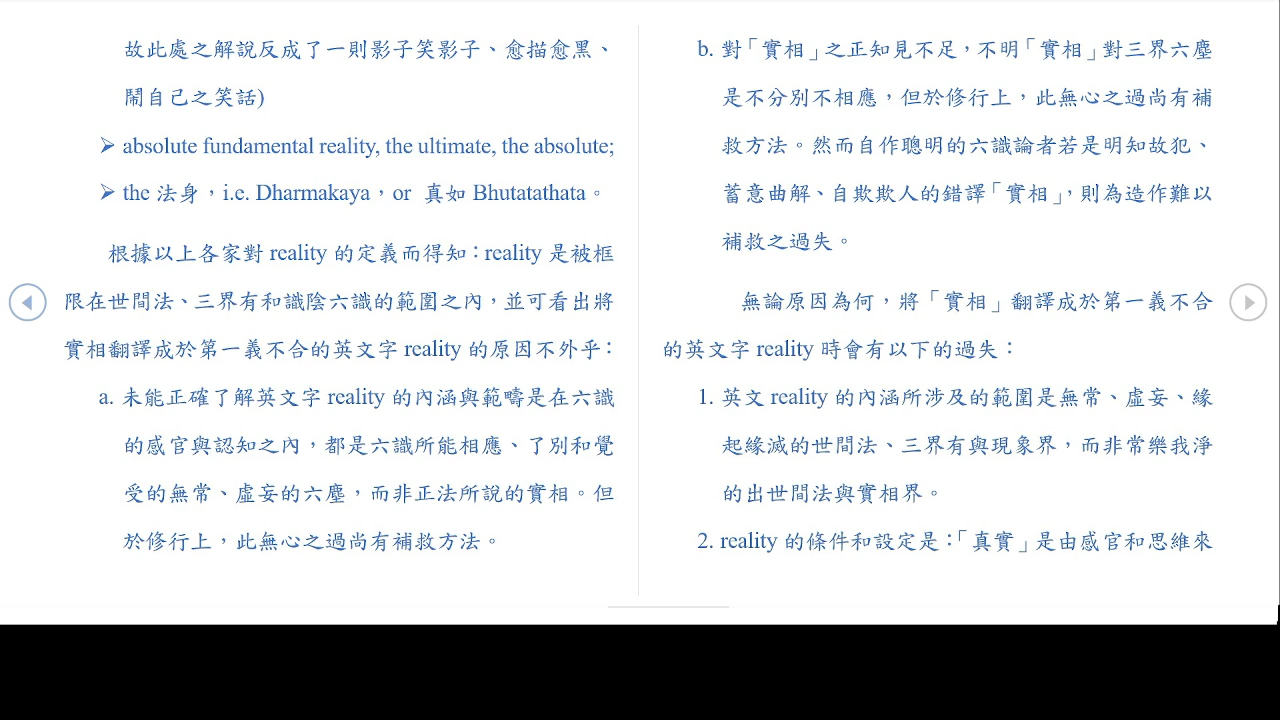 故此處之解說反成了一則影子笑影子、愈描愈黑、
鬧自己之笑話)
➢ absolute fundamental reality, the ultimate, the absolute;
➢ the 法身，i.e. Dharmakaya，or 真如 Bhutatathata。
根據以上各家對 reality 的定義而得知：reality 是被框
限在世間法、三界有和識陰六識的範圍之內，並可看出將
實相翻譯成於第一義不合的英文字 reality 的原因不外乎：
a. 未能正確了解英文字 reality 的內涵與範疇是在六識
的感官與認知之內，都是六識所能相應、了別和覺
受的無常、虛妄的六塵，而非正法所說的實相。但
於修行上，此無心之過尚有補救方法。
b. 對「實相」之正知見不足，不明「實相」對三界六塵
是不分別不相應，但於修行上，此無心之過尚有補
救方法。然而自作聰明的六識論者若是明知故犯、
蓄意曲解、自欺欺人的錯譯「實相」，則為造作難以
補救之過失。
無論原因為何，將「實相」翻譯成於第一義不合
的英文字 reality 時會有以下的過失：
1. 英文 reality 的內涵所涉及的範圍是無常、虛妄、緣
起緣滅的世間法、三界有與現象界，而非常樂我淨
的出世間法與實相界。
2. reality 的條件和設定是：「真實」是由感官和思維來